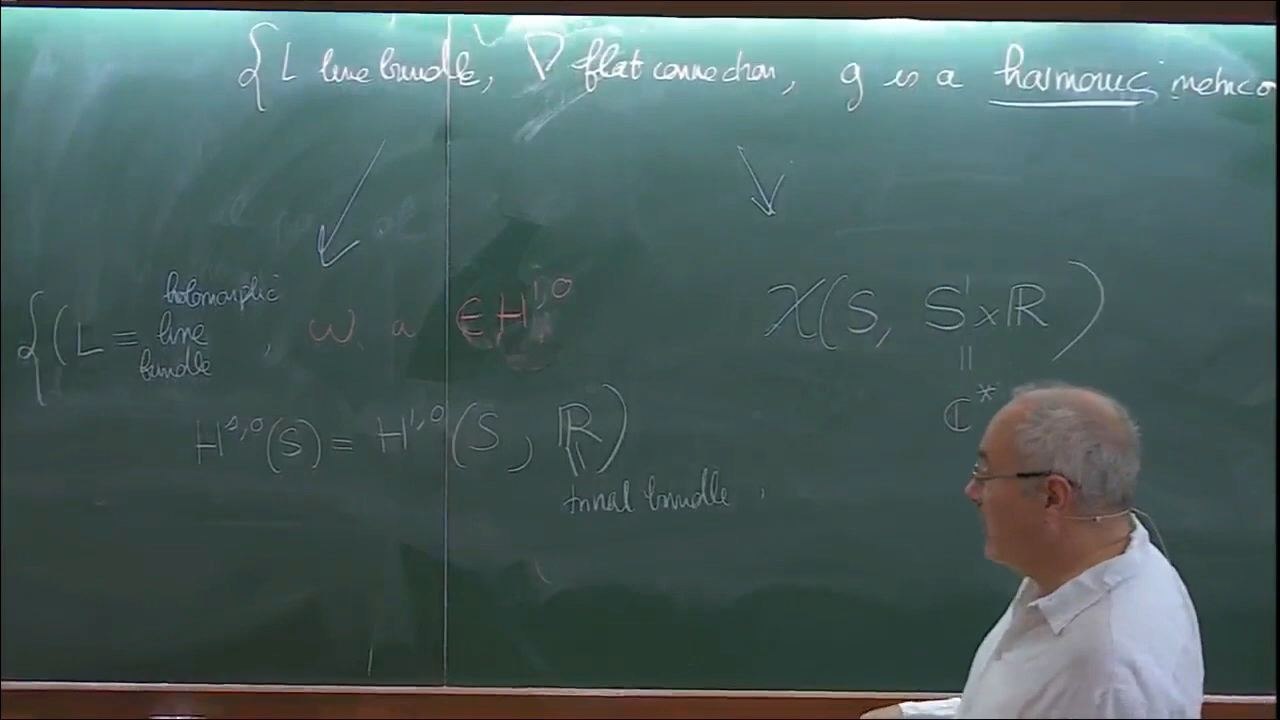 { L line bundle, ∇ flat connection, g is a harmonic metric
{(L = holomorphic line bundle, ω a ∈ H^{1,0}
χ(S, S^1 × ℝ)
||
ℂ*
H^{1,0}(S) = H^{1,0}(S, ℝ)
||
trivial bundle.